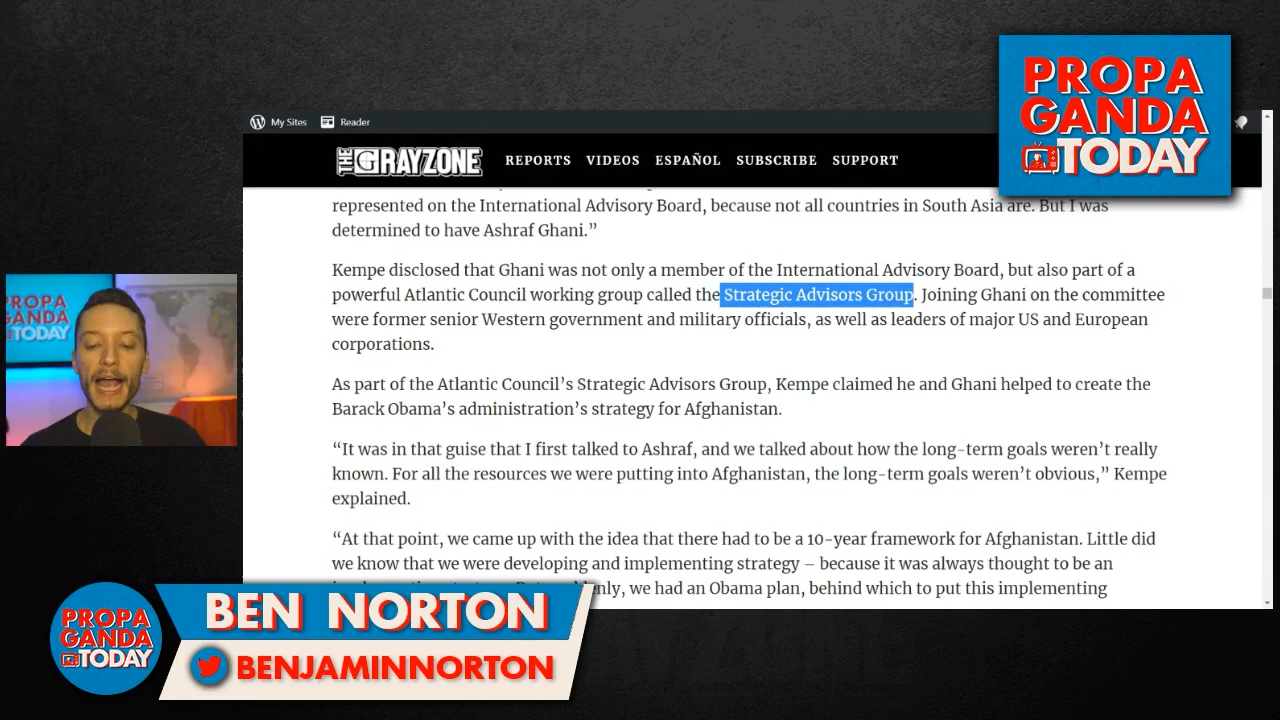 PROPA
GANDA
TODAY
My Sites
Reader
THE GRAYZONE
REPORTS VIDEOS ESPAÑOL SUBSCRIBE SUPPORT
represented on the International Advisory Board, because not all countries in South Asia are. But I was
determined to have Ashraf Ghani.”
Kempe disclosed that Ghani was not only a member of the International Advisory Board, but also part of a
powerful Atlantic Council working group called the Strategic Advisors Group. Joining Ghani on the committee
were former senior Western government and military officials, as well as leaders of major US and European
corporations.
As part of the Atlantic Council’s Strategic Advisors Group, Kempe claimed he and Ghani helped to create the
Barack Obama’s administration’s strategy for Afghanistan.
“It was in that guise that I first talked to Ashraf, and we talked about how the long-term goals weren’t really
known. For all the resources we were putting into Afghanistan, the long-term goals weren’t obvious,” Kempe
explained.
“At that point, we came up with the idea that there had to be a 10-year framework for Afghanistan. Little did
we know that we were developing and implementing strategy – because it was always thought to be an
we had an Obama plan, behind which to put this implementing
PROPA
GANDA
TODAY
PROPA
GANDA
TODAY
BEN NORTON
BENJAMINNORTON